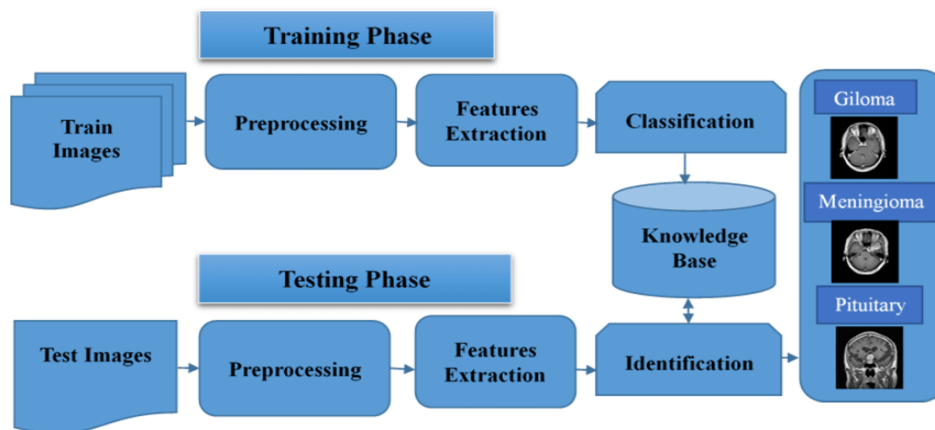 Training Phase
Train
Images
Preprocessing
Features
Extraction
Classification
Knowledge
Base
Testing Phase
Test Images
Preprocessing
Features
Extraction
Identification
Giloma
Meningioma
Pituitary